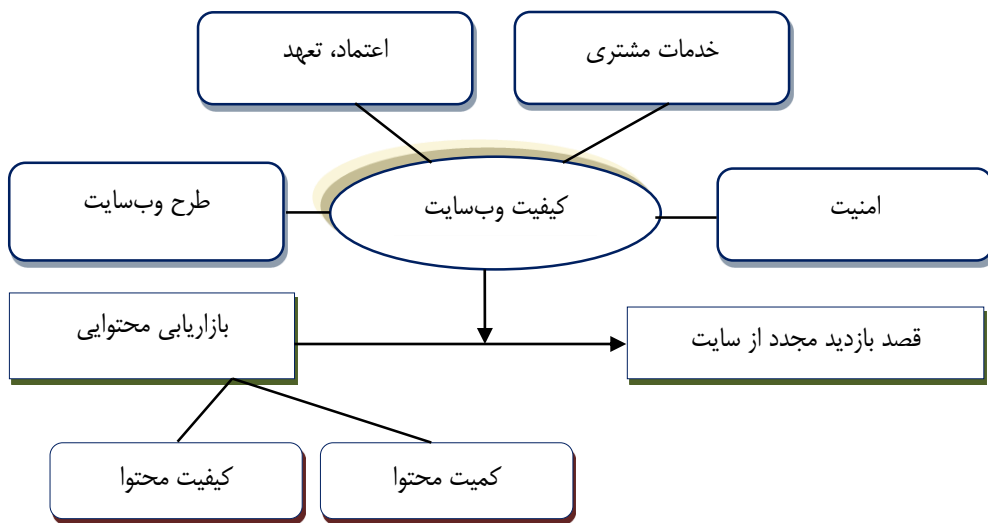 خدمات مشتری
اعتماد، تعهد
امنیت
کیفیت وب‌سایت
طرح وب‌سایت
بازاریابی محتوایی
قصد بازدید مجدد از سایت
کمیت محتوا
کیفیت محتوا